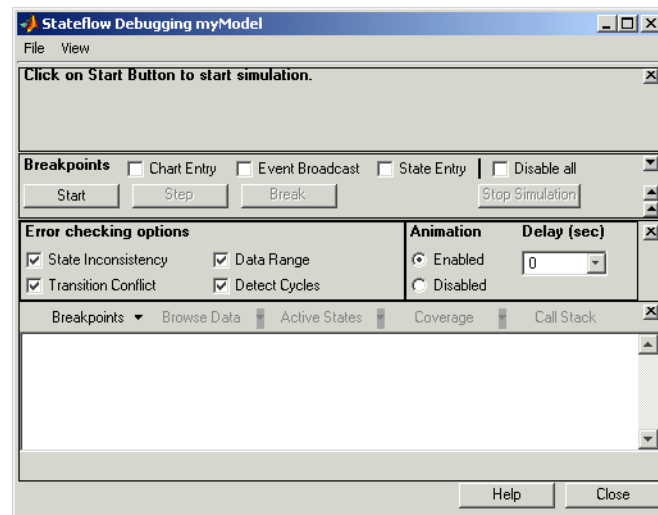 Stateflow Debugging myModel
File View
Click on Start Button to start simulation.
Breakpoints Chart Entry Event Broadcast State Entry Disable all
Start Step Break Stop Simulation
Error checking options Animation Delay (sec)
State Inconsistency Data Range Enabled 0
Transition Conflict Detect Cycles Disabled
Breakpoints Browse Data Active States Coverage Call Stack
Help Close